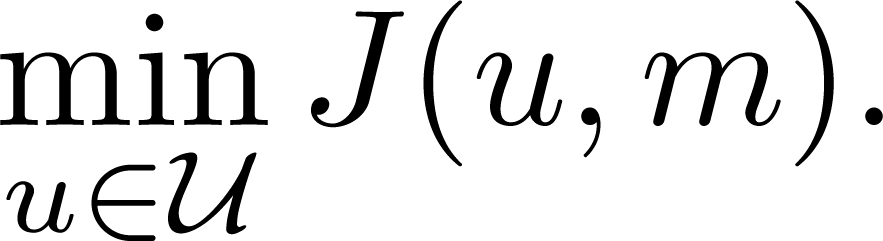 min J(u, m).
u∈𝒰